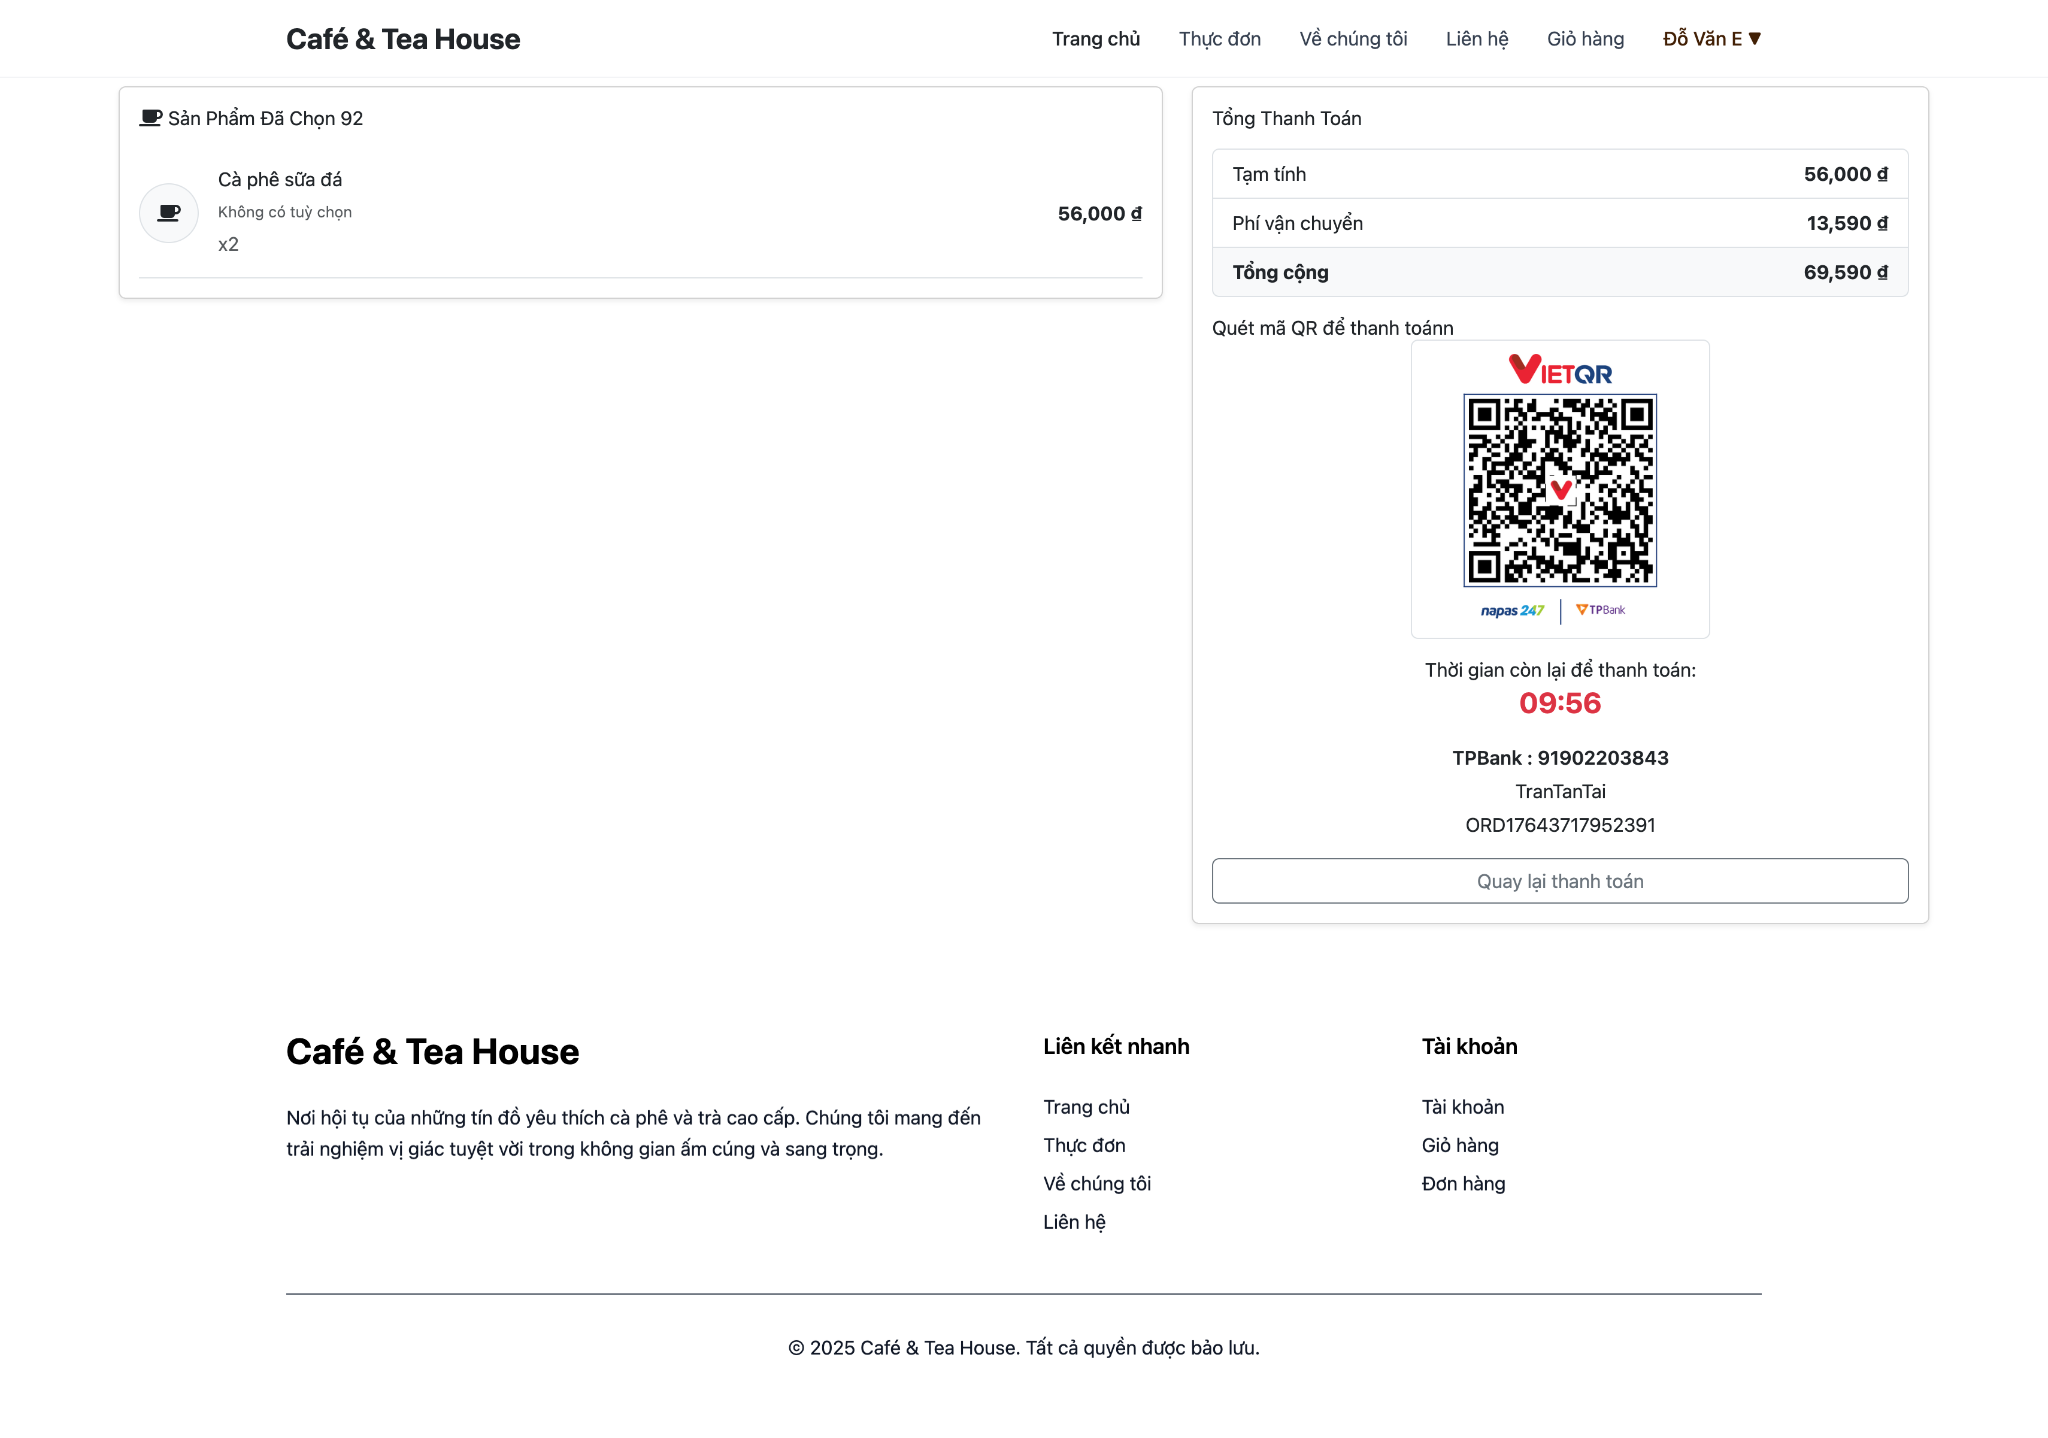 Café & Tea House
Trang chủ Thực đơn Về chúng tôi Liên hệ Giỏ hàng Đỗ Văn E ▼
Sản Phẩm Đã Chọn 92
Cà phê sữa đá
Không có tuỳ chọn
x2
56,000 ₫
Tổng Thanh Toán
Tạm tính 56,000 ₫
Phí vận chuyển 13,590 ₫
Tổng cộng 69,590 ₫
Quét mã QR để thanh toánn
VIETQR
napas 247 TPBank
Thời gian còn lại để thanh toán:
09:56
TPBank : 91902203843
TranTanTai
ORD17643717952391
Quay lại thanh toán
Café & Tea House
Nơi hội tụ của những tín đồ yêu thích cà phê và trà cao cấp. Chúng tôi mang đến
trải nghiệm vị giác tuyệt vời trong không gian ấm cúng và sang trọng.
Liên kết nhanh
Trang chủ
Thực đơn
Về chúng tôi
Liên hệ
Tài khoản
Tài khoản
Giỏ hàng
Đơn hàng
© 2025 Café & Tea House. Tất cả quyền được bảo lưu.